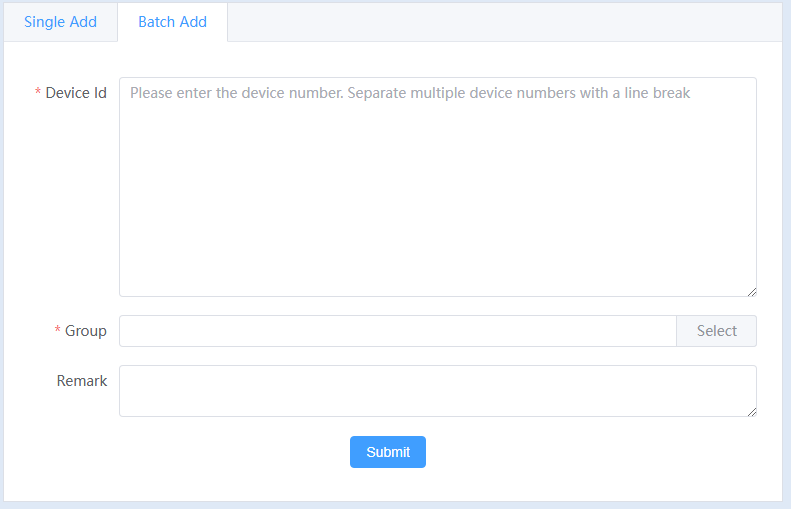 Single Add
Batch Add
* Device Id
Please enter the device number. Separate multiple device numbers with a line break
* Group
Select
Remark
Submit